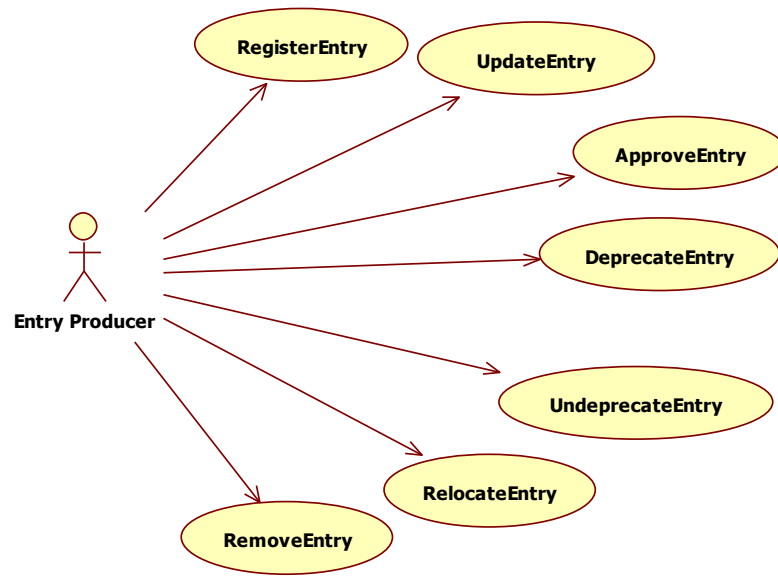 RegisterEntry
UpdateEntry
ApproveEntry
DeprecateEntry
Entry Producer
UndeprecateEntry
RelocateEntry
RemoveEntry